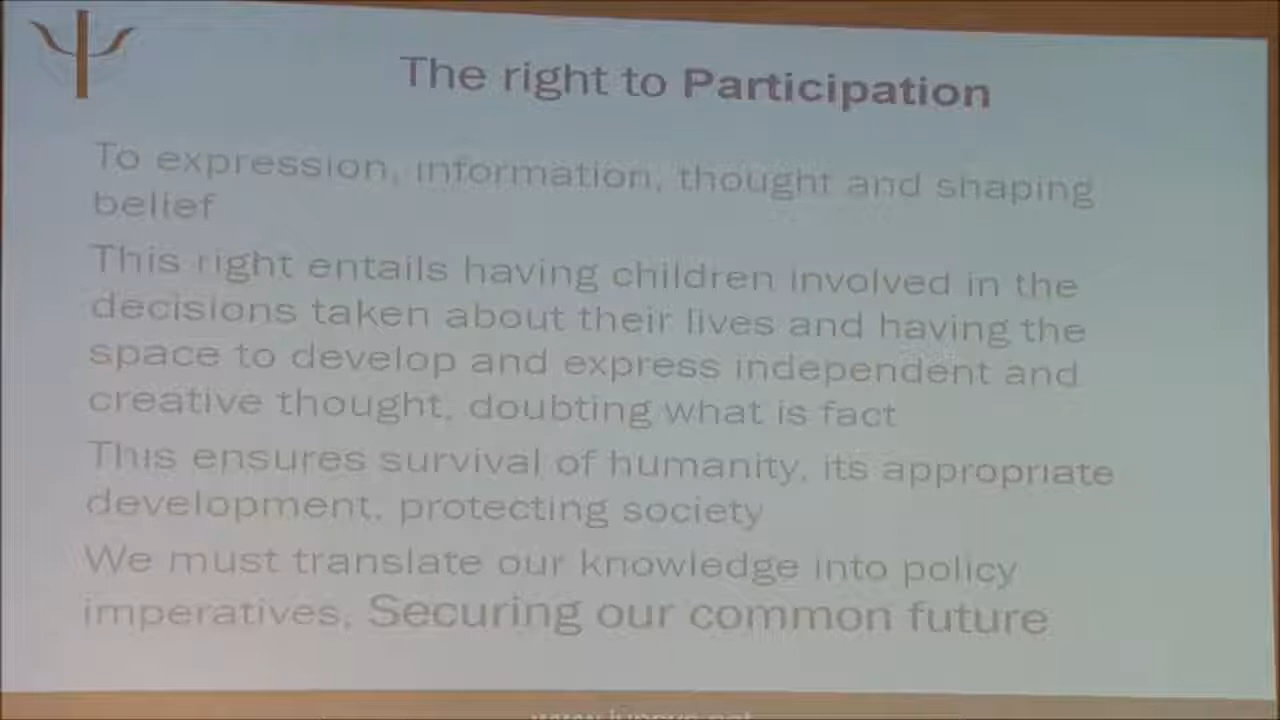 The right to Participation
To expression, information, thought and shaping
belief
This right entails having children involved in the
decisions taken about their lives and having the
space to develop and express independent and
creative thought, doubting what is fact
This ensures survival of humanity, its appropriate
development, protecting society
We must translate our knowledge into policy
imperatives, Securing our common future